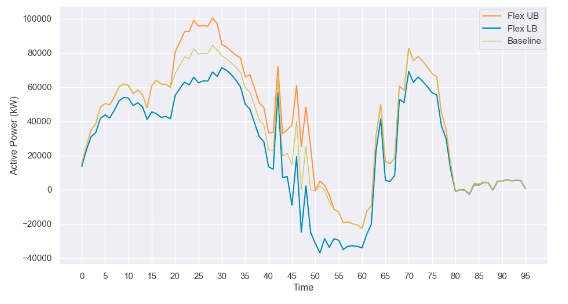 Flex UB
Flex LB
Baseline
Active Power (kW)
100000
80000
60000
40000
20000
0
−20000
−40000
0 5 10 15 20 25 30 35 40 45 50 55 60 65 70 75 80 85 90 95
Time